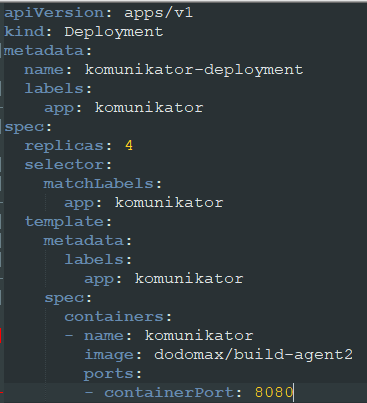 apiVersion: apps/v1
kind: Deployment
metadata:
  name: komunikator-deployment
  labels:
    app: komunikator
spec:
  replicas: 4
  selector:
    matchLabels:
      app: komunikator
  template:
    metadata:
      labels:
        app: komunikator
    spec:
      containers:
      - name: komunikator
        image: dodomax/build-agent2
        ports:
        - containerPort: 8080